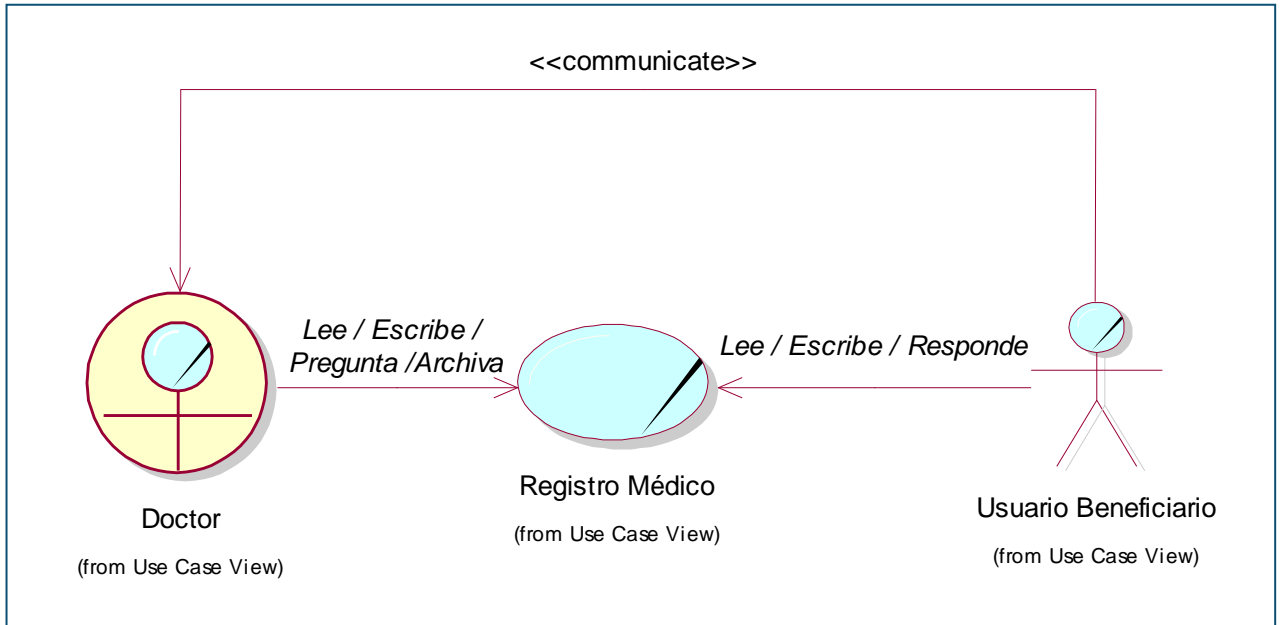 <<communicate>>
Lee / Escribe /
Pregunta /Archiva
Lee / Escribe / Responde
Doctor
(from Use Case View)
Registro Médico
(from Use Case View)
Usuario Beneficiario
(from Use Case View)